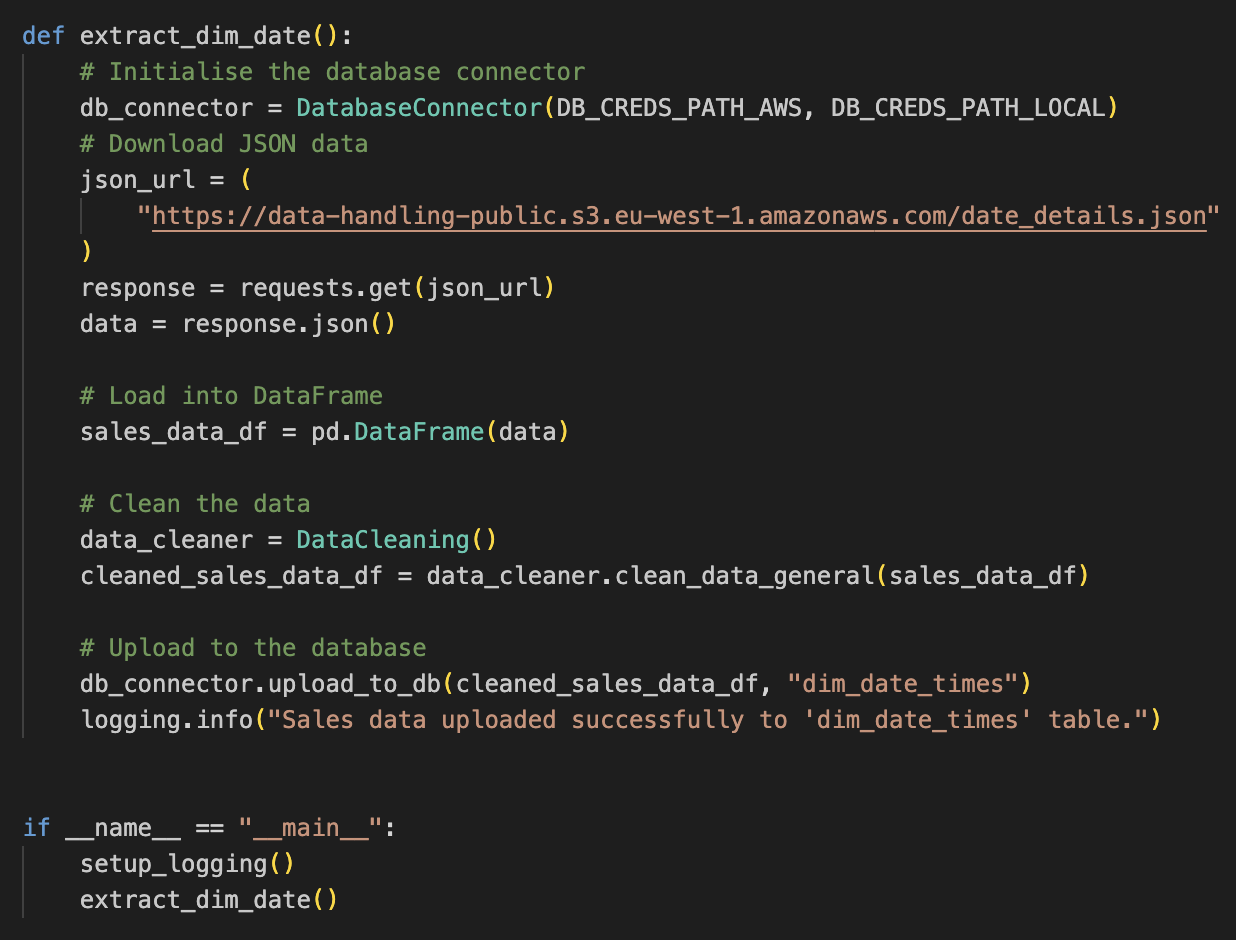 def extract_dim_date():
    # Initialise the database connector
    db_connector = DatabaseConnector(DB_CREDS_PATH_AWS, DB_CREDS_PATH_LOCAL)
    # Download JSON data
    json_url = (
        "https://data-handling-public.s3.eu-west-1.amazonaws.com/date_details.json"
    )
    response = requests.get(json_url)
    data = response.json()

    # Load into DataFrame
    sales_data_df = pd.DataFrame(data)

    # Clean the data
    data_cleaner = DataCleaning()
    cleaned_sales_data_df = data_cleaner.clean_data_general(sales_data_df)

    # Upload to the database
    db_connector.upload_to_db(cleaned_sales_data_df, "dim_date_times")
    logging.info("Sales data uploaded successfully to 'dim_date_times' table.")


if __name__ == "__main__":
    setup_logging()
    extract_dim_date()